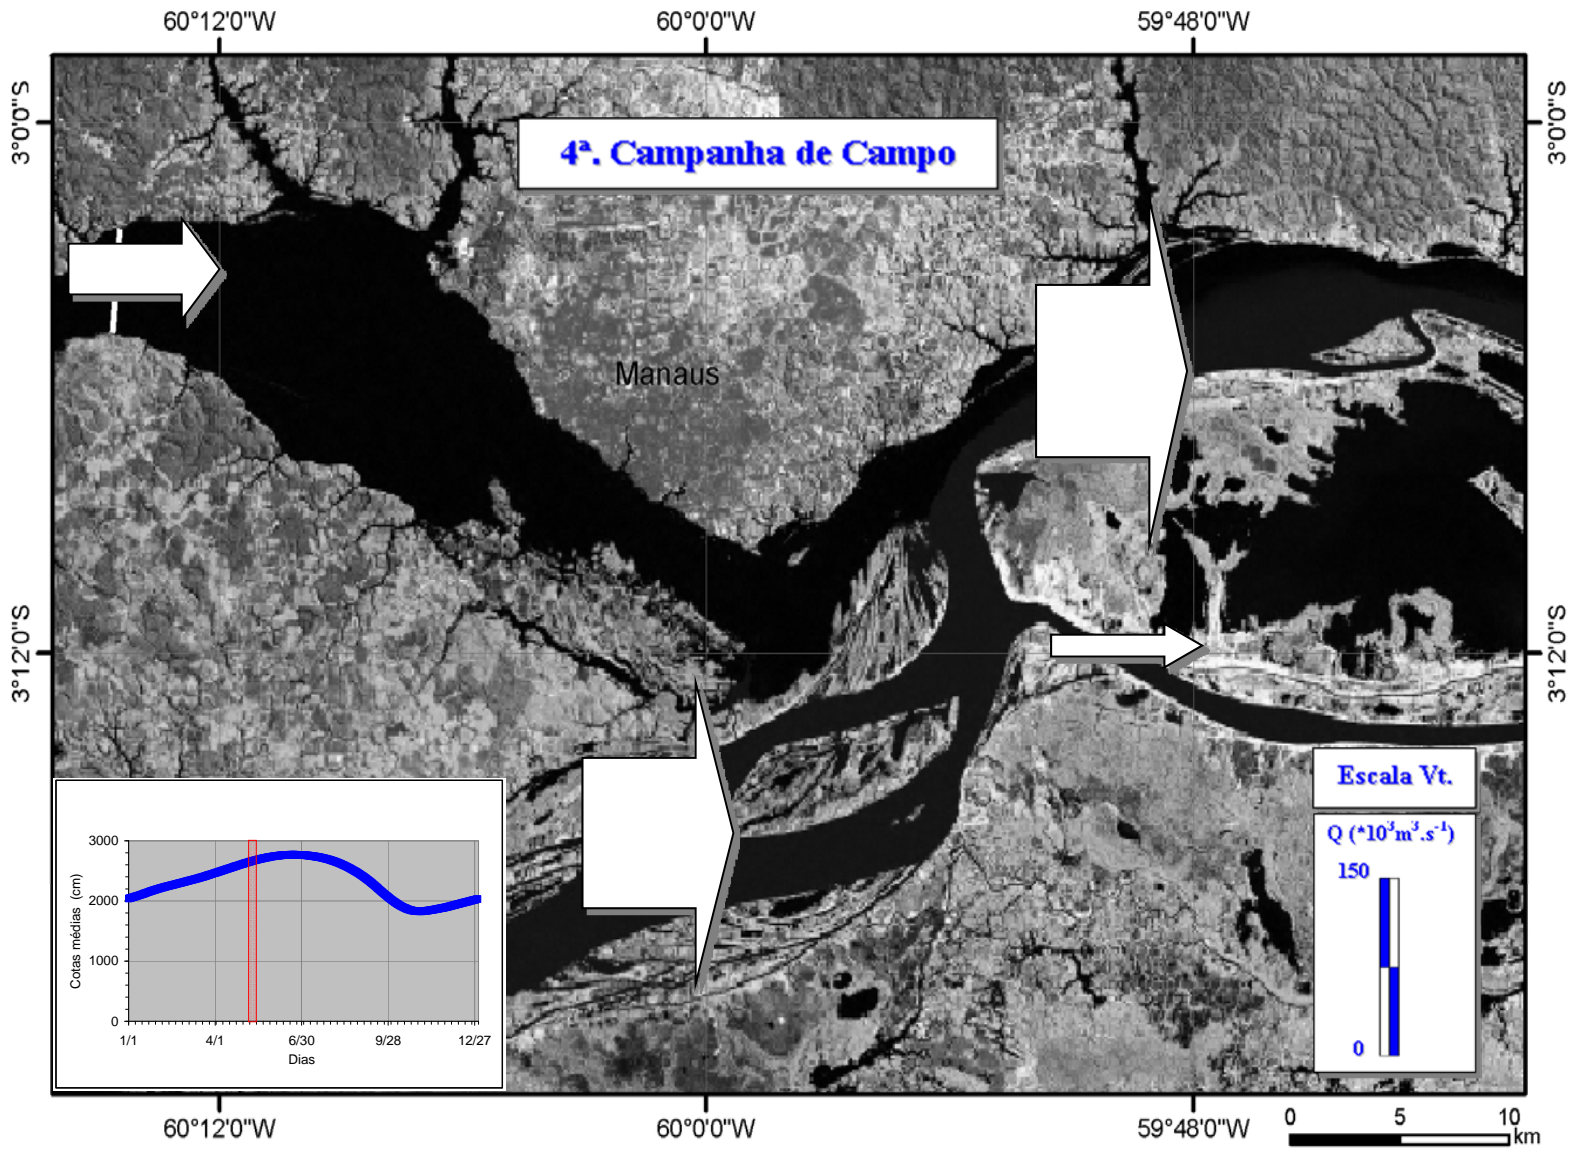 60°12'0"W 60°0'0"W 59°48'0"W
3°0'0"S 3°0'0"S
4ª. Campanha de Campo
Manaus
3°12'0"S 3°12'0"S
Escala Vt.
Q (*10³m³.s⁻¹)
150
0
3000
2000
1000
0
Cotas médias (cm)
1/1 4/1 6/30 9/28 12/27
Dias
60°12'0"W 60°0'0"W 59°48'0"W
0 5 10
km